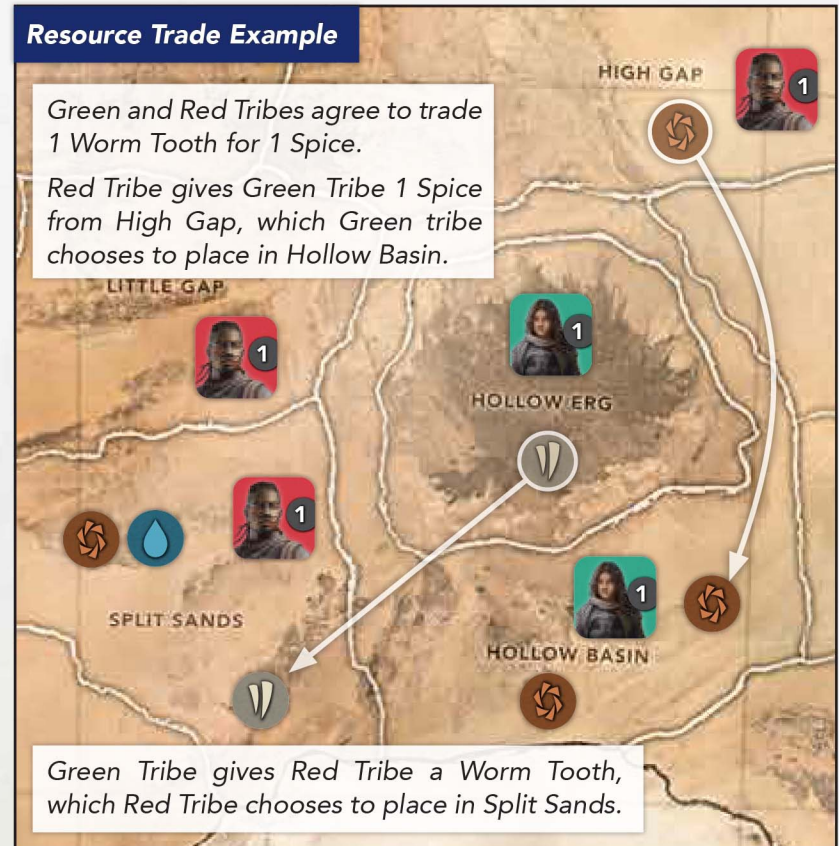 Resource Trade Example
HIGH GAP
1
Green and Red Tribes agree to trade
1 Worm Tooth for 1 Spice.
Red Tribe gives Green Tribe 1 Spice
from High Gap, which Green tribe
chooses to place in Hollow Basin.
LITTLE GAP
1
1
HOLLOW ERG
1
SPLIT SANDS
1
HOLLOW BASIN
Green Tribe gives Red Tribe a Worm Tooth,
which Red Tribe chooses to place in Split Sands.